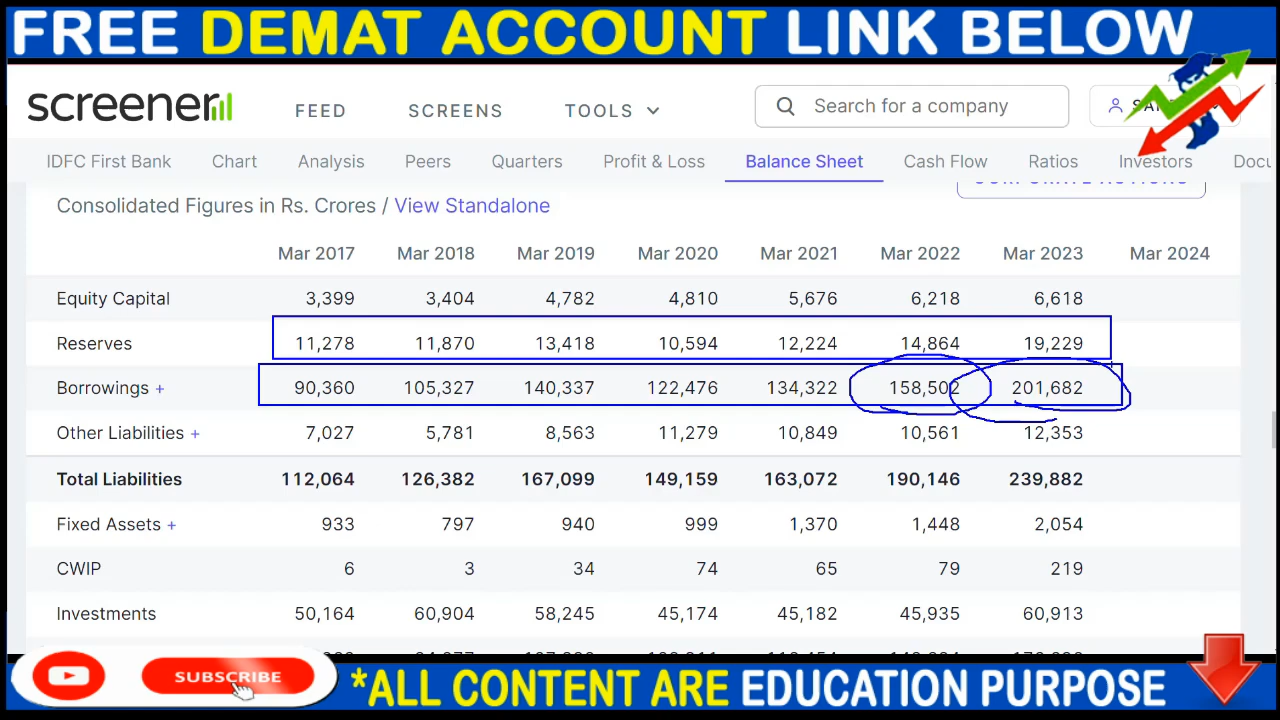 FREE DEMAT ACCOUNT LINK BELOW
screener FEED SCREENS TOOLS Search for a company
IDFC First Bank Chart Analysis Peers Quarters Profit & Loss Balance Sheet Cash Flow Ratios Investors
CORPORATE ACTIONS
Consolidated Figures in Rs. Crores / View Standalone
Mar 2017 Mar 2018 Mar 2019 Mar 2020 Mar 2021 Mar 2022 Mar 2023 Mar 2024
Equity Capital 3,399 3,404 4,782 4,810 5,676 6,218 6,618
Reserves 11,278 11,870 13,418 10,594 12,224 14,864 19,229
Borrowings + 90,360 105,327 140,337 122,476 134,322 158,502 201,682
Other Liabilities + 7,027 5,781 8,563 11,279 10,849 10,561 12,353
Total Liabilities 112,064 126,382 167,099 149,159 163,072 190,146 239,882
Fixed Assets + 933 797 940 999 1,370 1,448 2,054
CWIP 6 3 34 74 65 79 219
Investments 50,164 60,904 58,245 45,174 45,182 45,935 60,913
SUBSCRIBE
*ALL CONTENT ARE EDUCATION PURPOSE